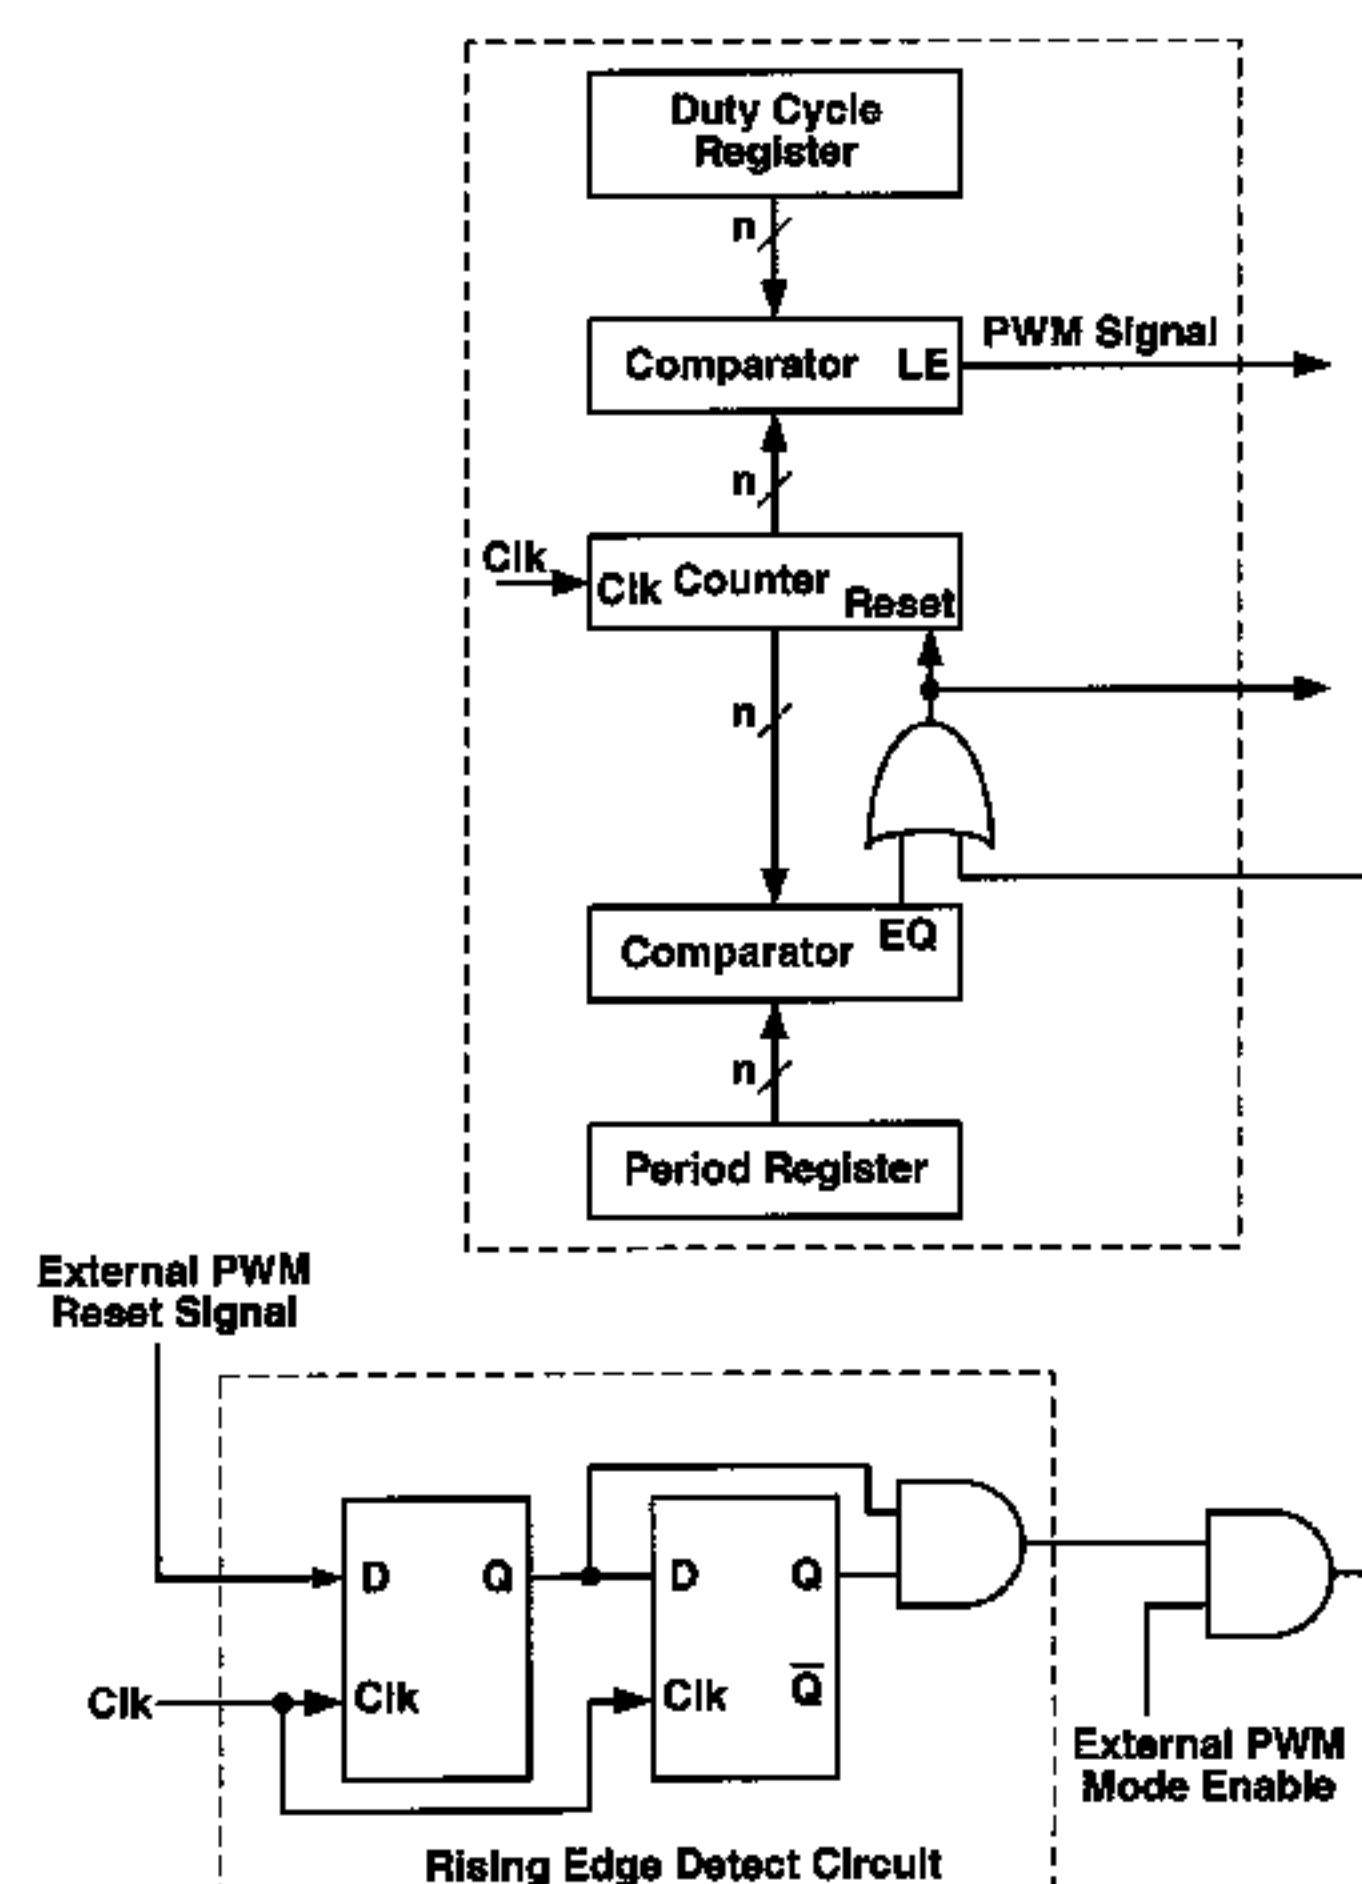 Duty Cycle
Register
n
Comparator LE
PWM Signal
n
Clk
Clk Counter
Reset
n
EQ
Comparator
n
Period Register
External PWM
Reset Signal
D Q
D Q
Clk
Clk
Clk Q̅
External PWM
Mode Enable
Rising Edge Detect Circuit